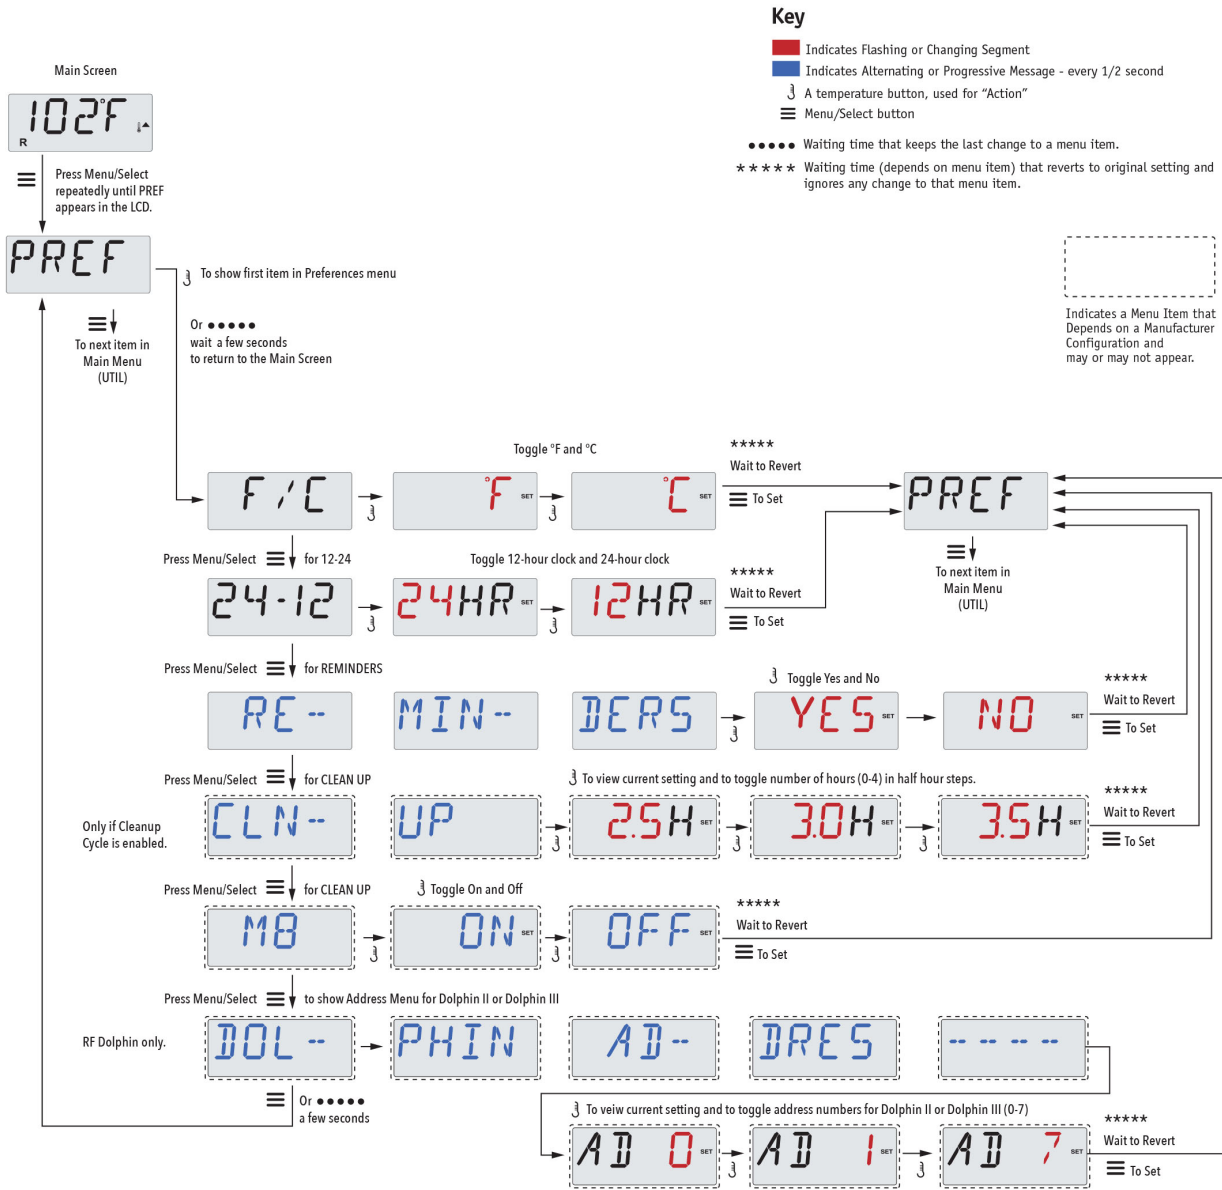 Key
Indicates Flashing or Changing Segment
Indicates Alternating or Progressive Message - every 1/2 second
A temperature button, used for “Action”
Menu/Select button
••••• Waiting time that keeps the last change to a menu item.
***** Waiting time (depends on menu item) that reverts to original setting and
ignores any change to that menu item.
Main Screen
102°F
R
Press Menu/Select
repeatedly until PREF
appears in the LCD.
PREF
To show first item in Preferences menu
Or •••••
wait a few seconds
to return to the Main Screen
To next item in
Main Menu
(UTIL)
Indicates a Menu Item that
Depends on a Manufacturer
Configuration and
may or may not appear.
Toggle °F and °C
*****
Wait to Revert
To Set
F/C
°F SET
°C SET
PREF
To next item in
Main Menu
(UTIL)
Press Menu/Select for 12-24
Toggle 12-hour clock and 24-hour clock
*****
Wait to Revert
To Set
24-12
24HR SET
12HR SET
Press Menu/Select for REMINDERS
Toggle Yes and No
*****
Wait to Revert
To Set
RE-
MIN-
DERS
YES SET
NO SET
Press Menu/Select for CLEAN UP
To view current setting and to toggle number of hours (0-4) in half hour steps.
*****
Wait to Revert
To Set
Only if Cleanup
Cycle is enabled.
CLN-
UP
2.5H SET
3.0H SET
3.5H SET
Press Menu/Select for CLEAN UP
Toggle On and Off
*****
Wait to Revert
To Set
M8
ON SET
OFF SET
Press Menu/Select to show Address Menu for Dolphin II or Dolphin III
RF Dolphin only.
DOL-
PHIN
AD-
DRES
----
Or •••••
a few seconds
To veiw current setting and to toggle address numbers for Dolphin II or Dolphin III (0-7)
*****
Wait to Revert
To Set
AD 0 SET
AD 1 SET
AD 7 SET